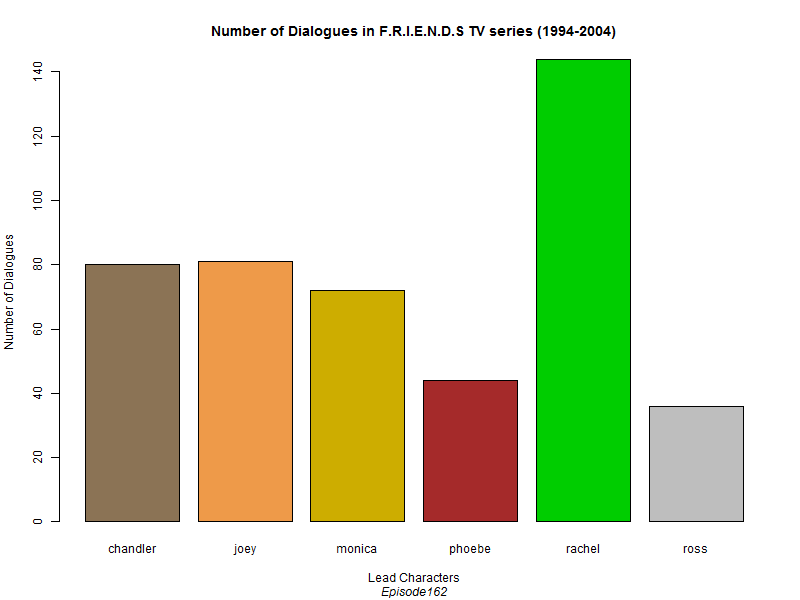 Number of Dialogues in F.R.I.E.N.D.S TV series (1994-2004)
Number of Dialogues
140
120
100
80
60
40
20
0
chandler joey monica phoebe rachel ross
Lead Characters
Episode162